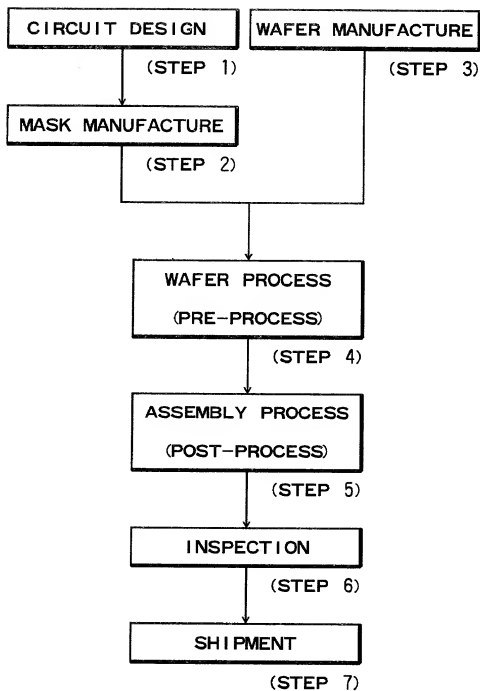 CIRCUIT DESIGN
(STEP 1)
WAFER MANUFACTURE
(STEP 3)
MASK MANUFACTURE
(STEP 2)
WAFER PROCESS
(PRE-PROCESS)
(STEP 4)
ASSEMBLY PROCESS
(POST-PROCESS)
(STEP 5)
INSPECTION
(STEP 6)
SHIPMENT
(STEP 7)